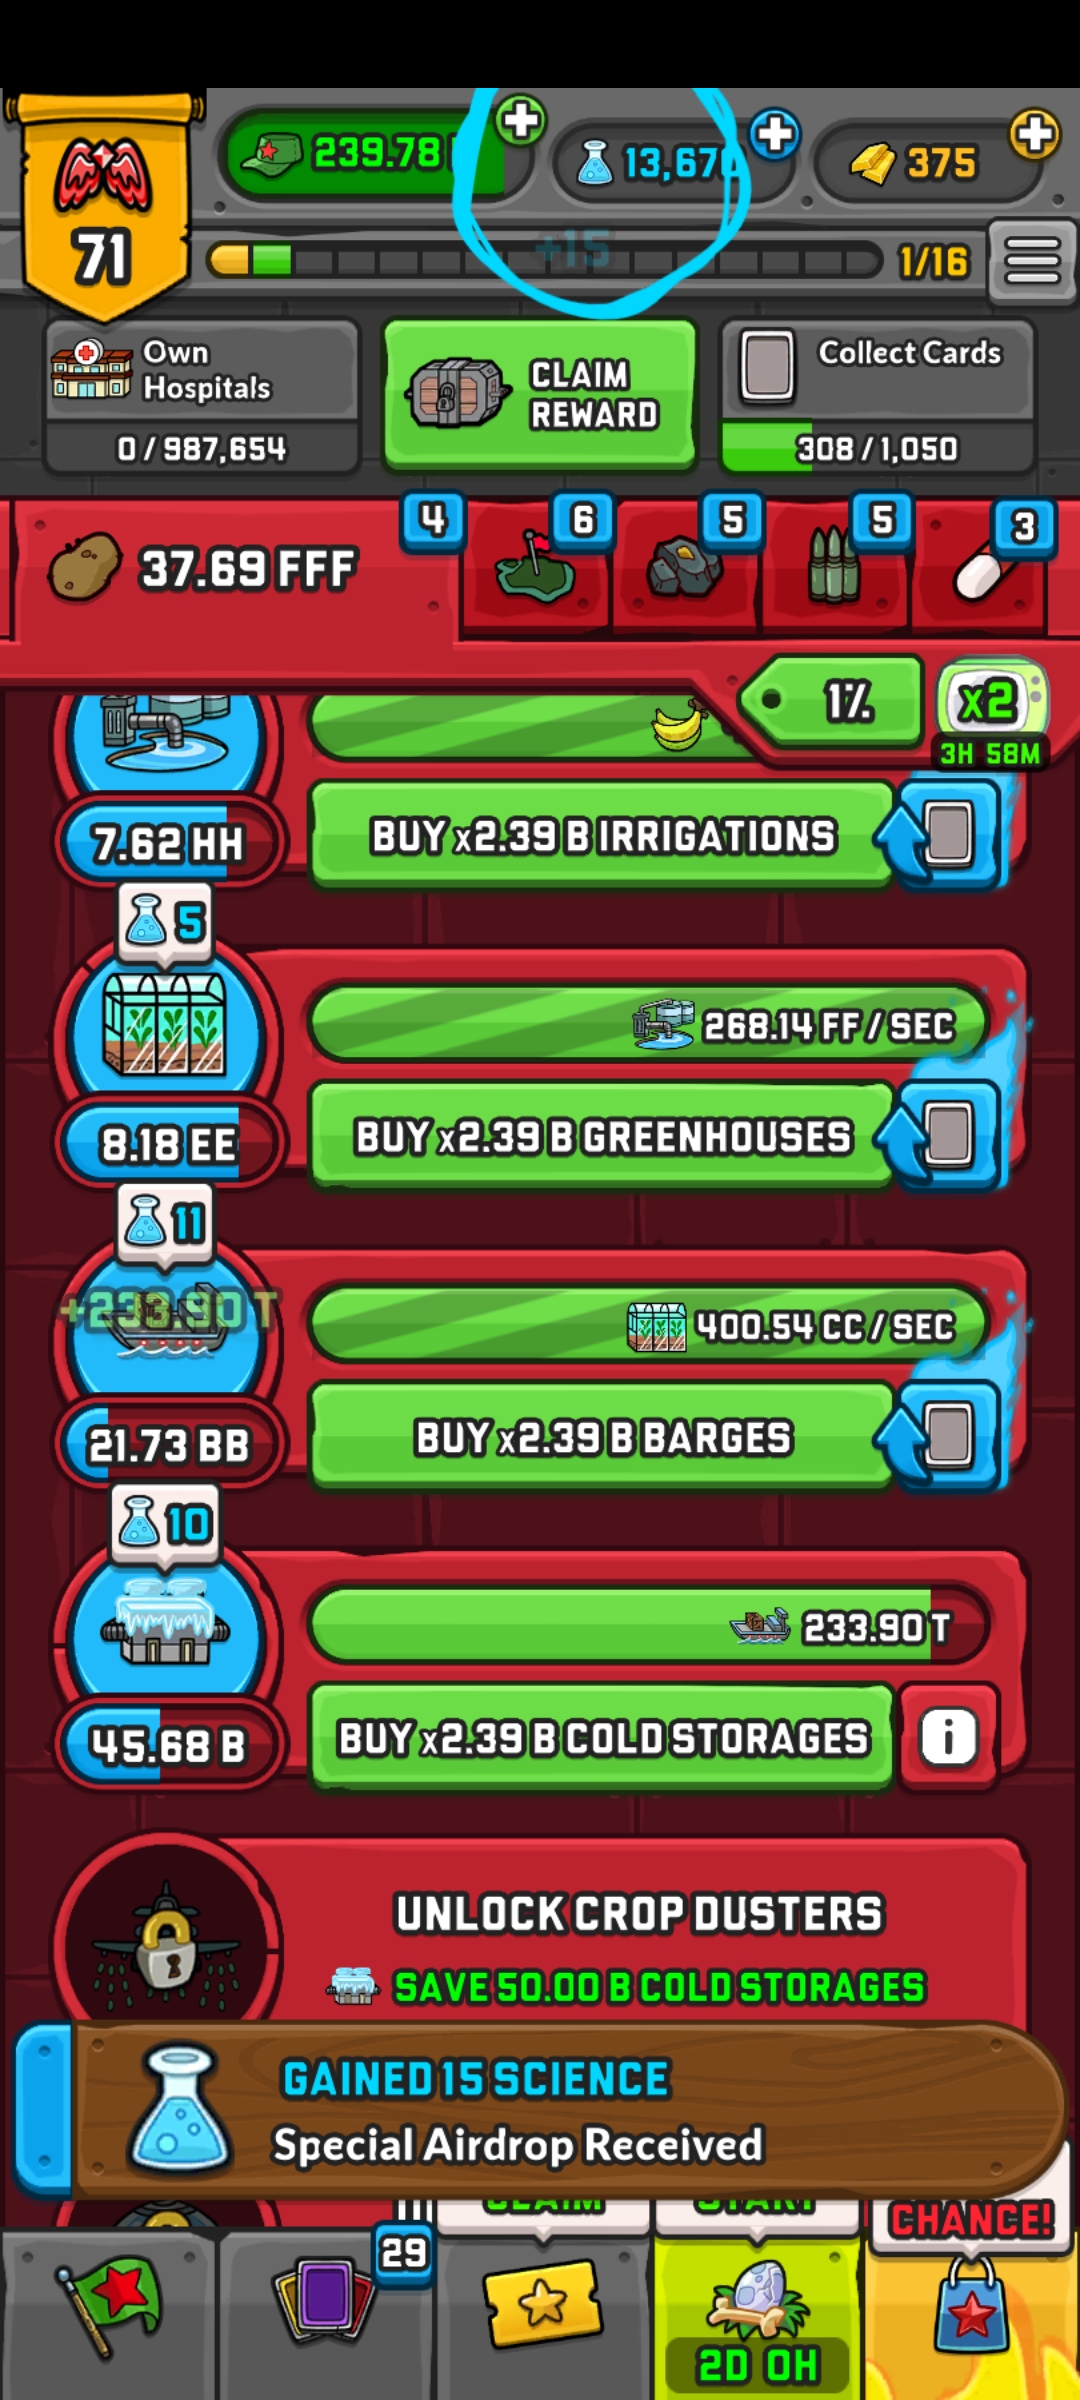 239.78
13,670
375
71
+15
1/16
Own
Hospitals
0/987,654
CLAIM
REWARD
Collect Cards
308/1,050
37.69 FFF
4
6
5
5
3
1%
x2
3H 58M
7.62 HH
BUY x2.39 B IRRIGATIONS
5
268.14 FF/SEC
8.18 EE
BUY x2.39 B GREENHOUSES
11
+233.90 T
400.54 CC/SEC
21.73 BB
BUY x2.39 B BARGES
10
233.90 T
45.68 B
BUY x2.39 B COLD STORAGES
i
UNLOCK CROP DUSTERS
SAVE 50.00 B COLD STORAGES
GAINED 15 SCIENCE
Special Airdrop Received
CLAIM
START
CHANCE!
29
2D 0H